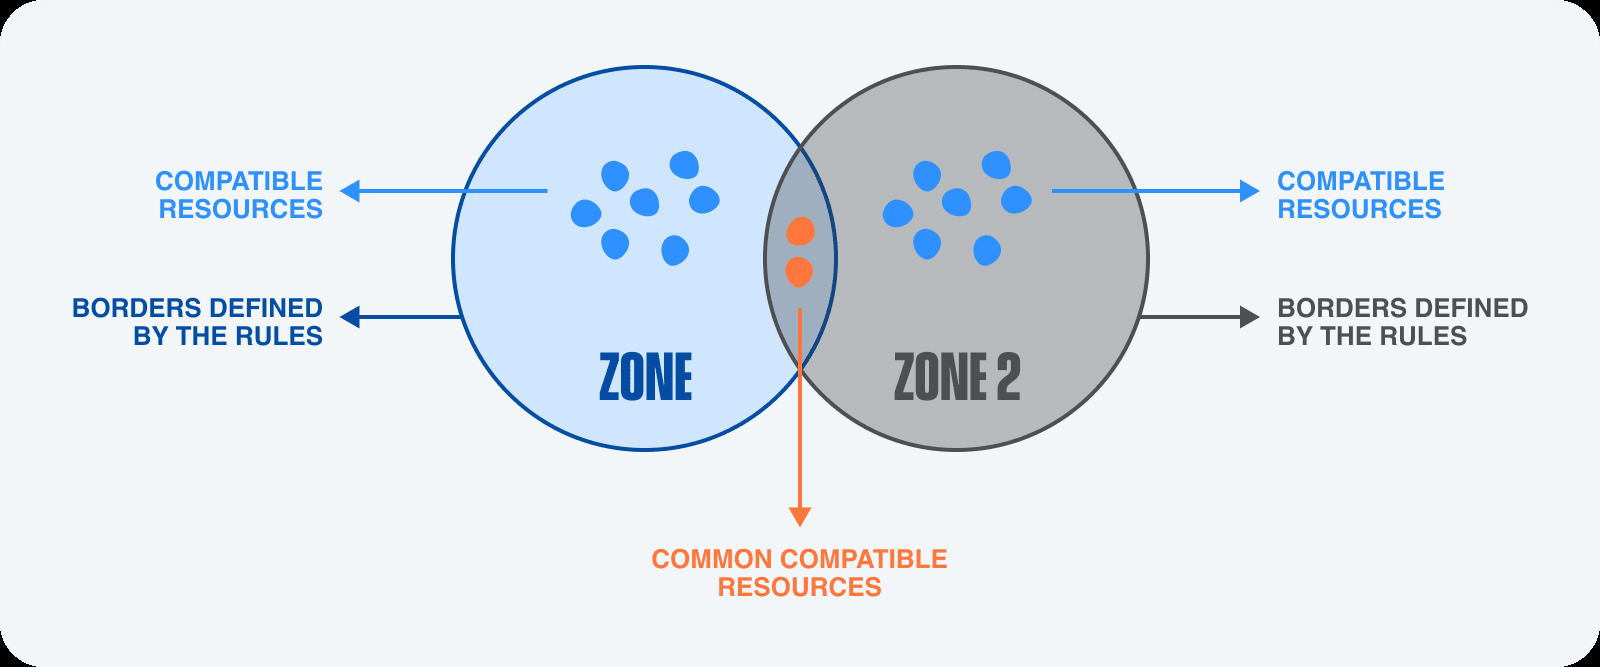 COMPATIBLE
RESOURCES
COMPATIBLE
RESOURCES
BORDERS DEFINED
BY THE RULES
BORDERS DEFINED
BY THE RULES
ZONE
ZONE 2
COMMON COMPATIBLE
RESOURCES